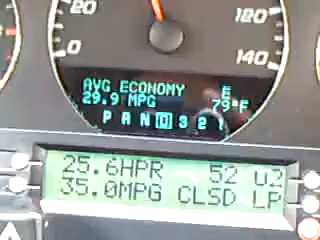 20
0
120
140
AVG ECONOMY E
29.9 MPG 79°F
P R N D 3 2 1
25.6HPR 52 u2
35.0MPG CLSD LP